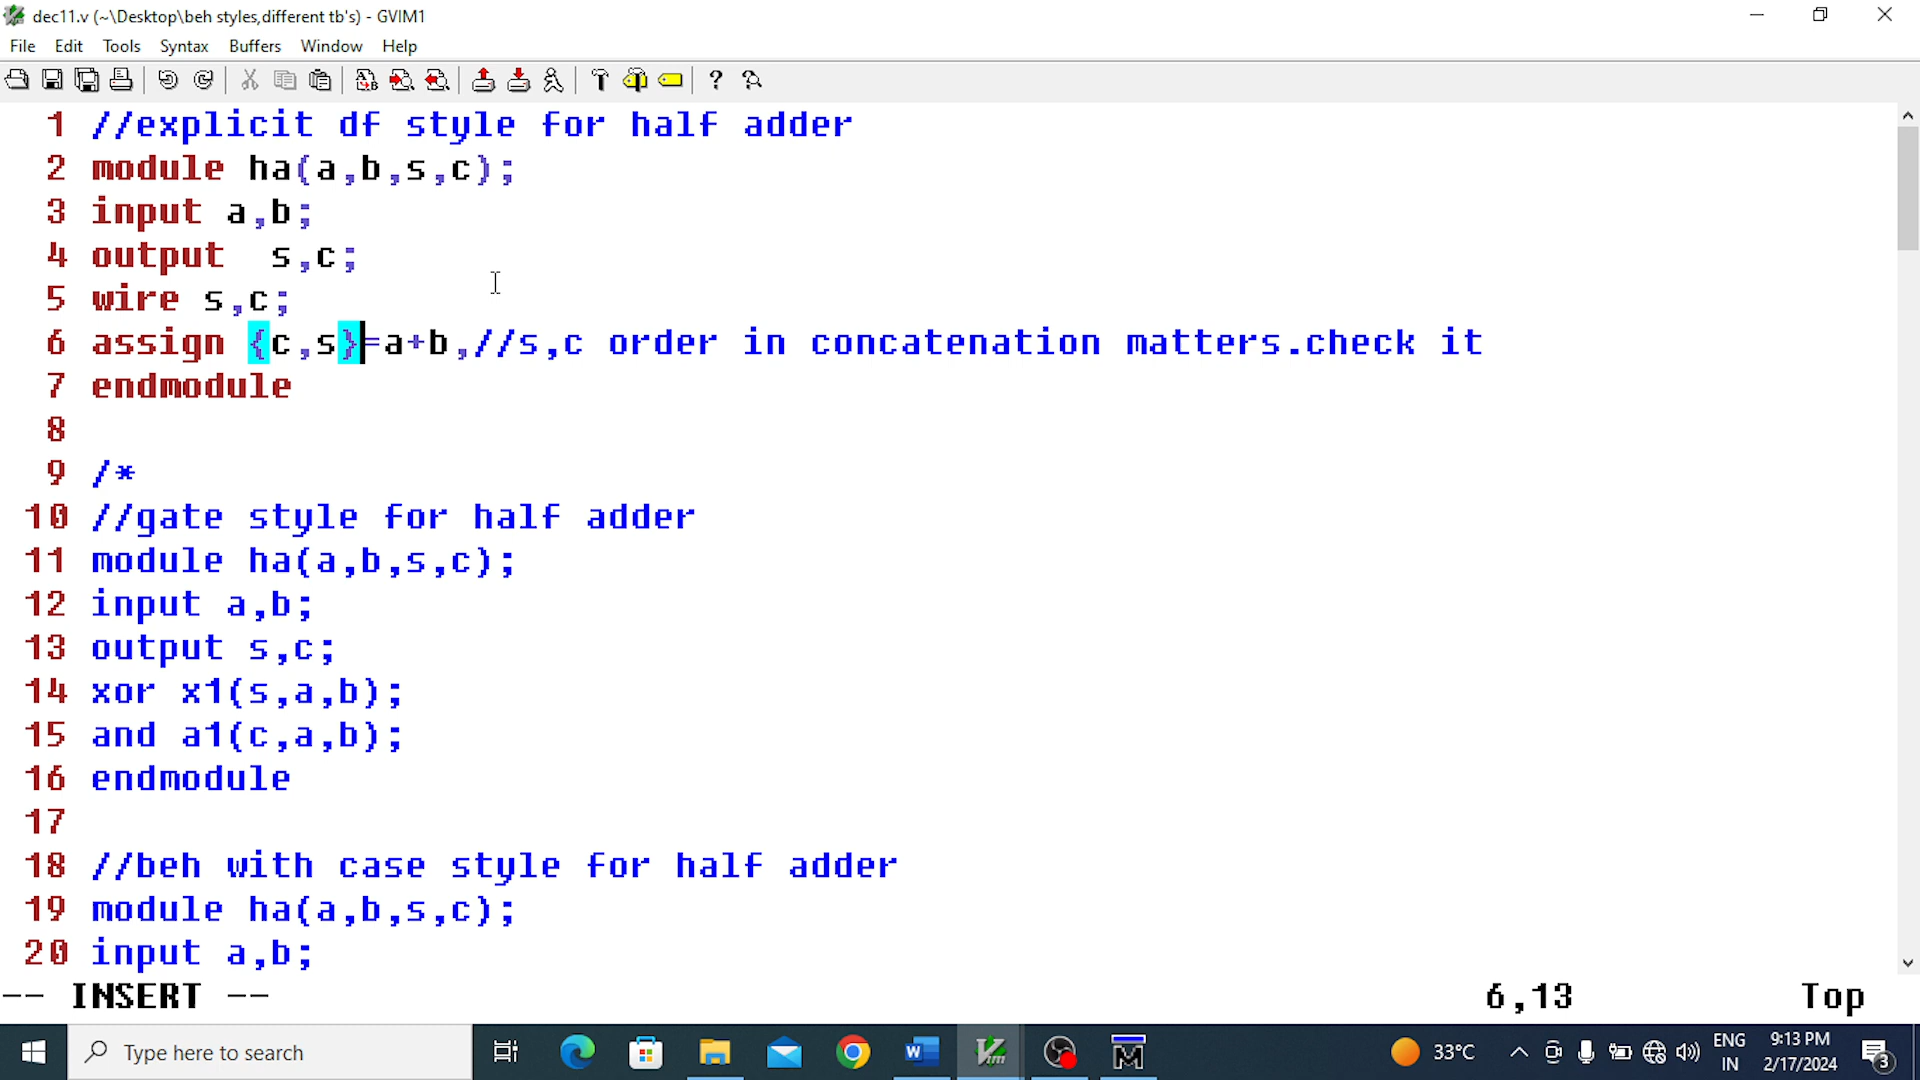 dec11.v (~\Desktop\beh styles,different tb's) - GVIM1
File Edit Tools Syntax Buffers Window Help
1 //explicit df style for half adder
2 module ha(a,b,s,c);
3 input a,b;
4 output  s,c;
5 wire s,c;
6 assign {c,s}=a+b,//s,c order in concatenation matters.check it
7 endmodule
8
9 /*
10 //gate style for half adder
11 module ha(a,b,s,c);
12 input a,b;
13 output s,c;
14 xor x1(s,a,b);
15 and a1(c,a,b);
16 endmodule
17
18 //beh with case style for half adder
19 module ha(a,b,s,c);
20 input a,b;
-- INSERT -- 6,13 Top
Type here to search 33°C ENG IN 9:13 PM 2/17/2024 3